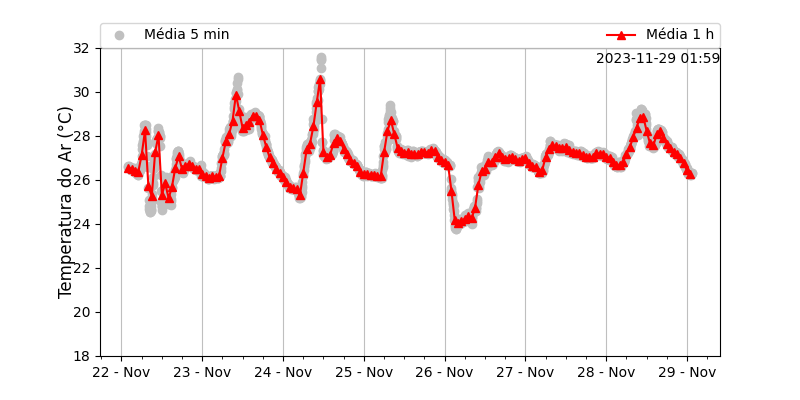 Média 5 min
Média 1 h
2023-11-29 01:59
Temperatura do Ar (°C)
32
30
28
26
24
22
20
18
22 - Nov
23 - Nov
24 - Nov
25 - Nov
26 - Nov
27 - Nov
28 - Nov
29 - Nov